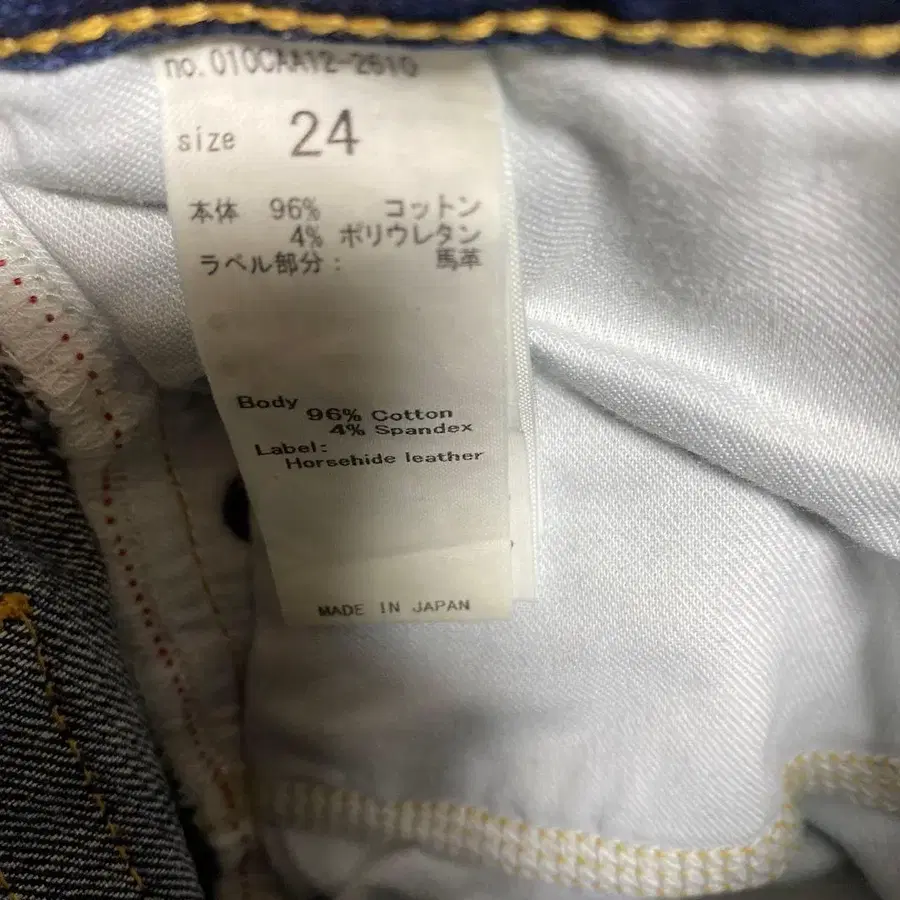 no. 010CAA12-2510
size 24
本体 96% コットン
4% ポリウレタン
ラベル部分: 馬革
Body
96% Cotton
4% Spandex
Label:
Horsehide leather
MADE IN JAPAN